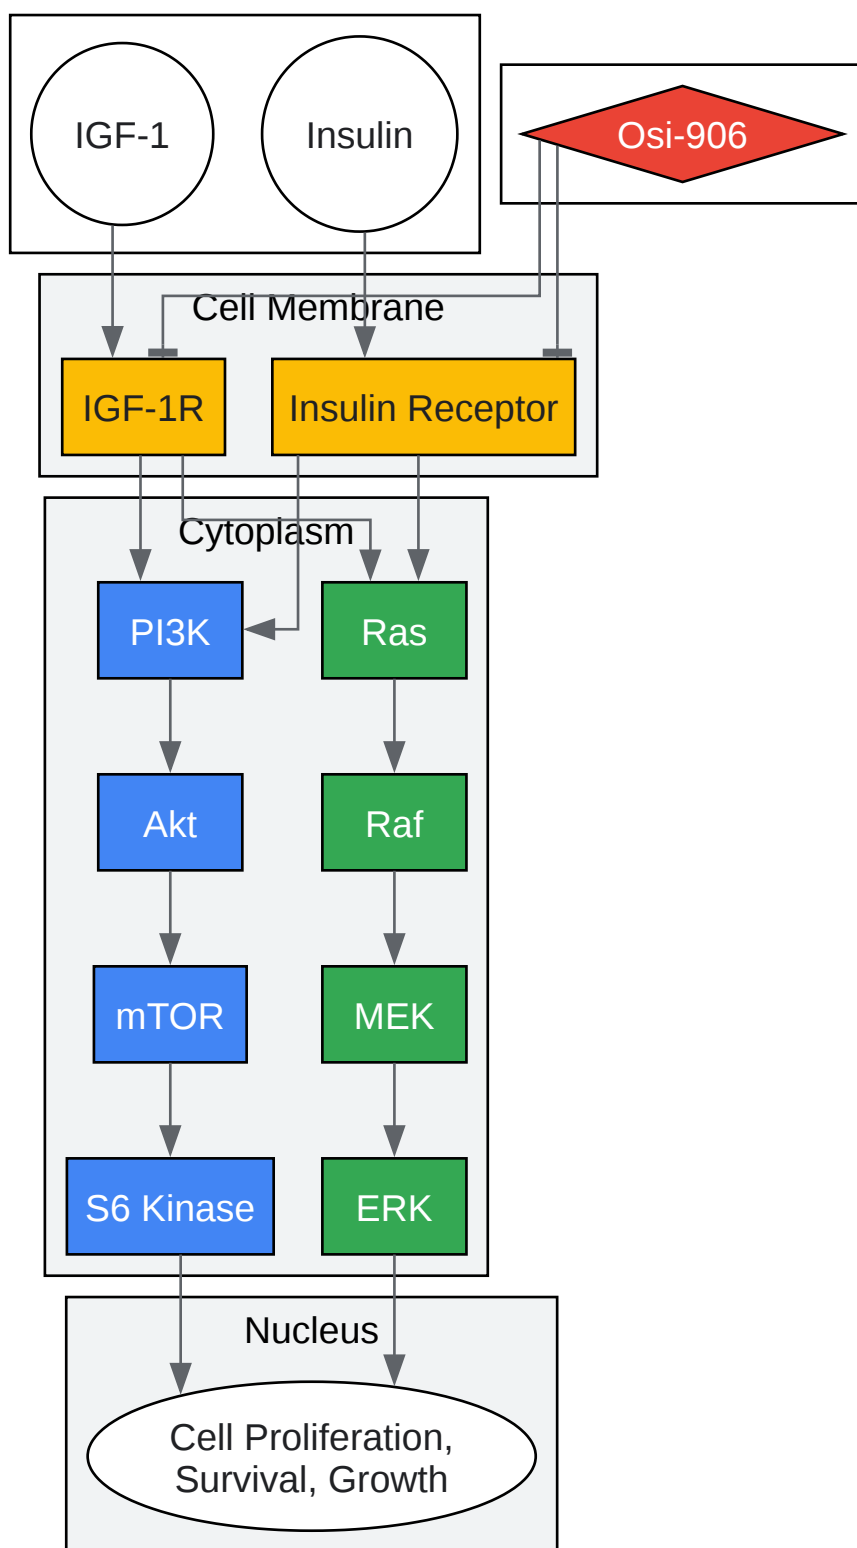 IGF-1
Insulin
Osi-906
Cell Membrane
IGF-1R
Insulin Receptor
Cytoplasm
PI3K
Ras
Akt
Raf
mTOR
MEK
S6 Kinase
ERK
Nucleus
Cell Proliferation,
Survival, Growth